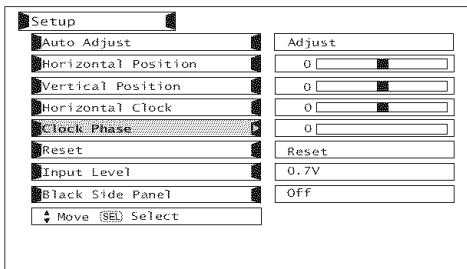 Setup
Auto Adjust Adjust
Horizontal Position 0
Vertical Position 0
Horizontal Clock 0
Clock Phase 0
Reset Reset
Input Level 0.7V
Black Side Panel Off
Move SEL Select